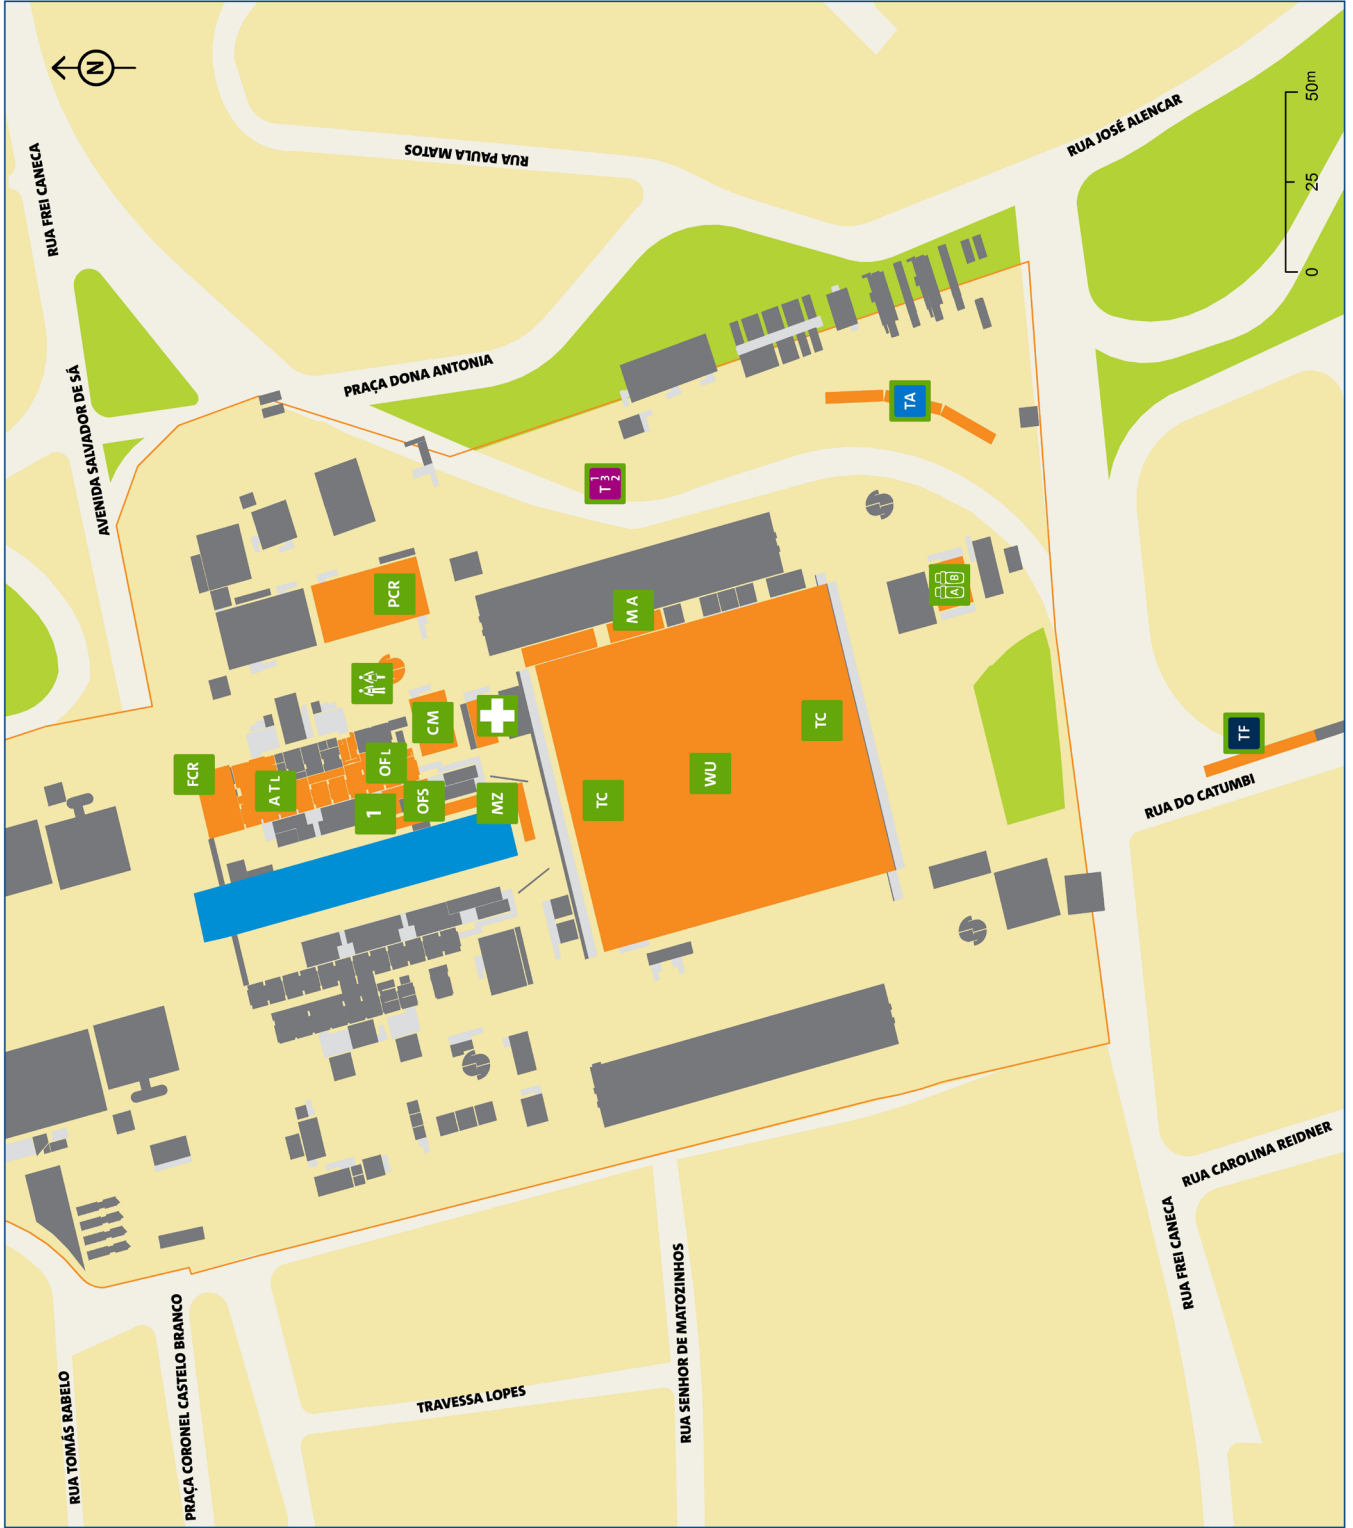 N
RUA FREI CANECA
RUA PAULA MATOS
RUA JOSÉ ALENCAR
50m
25
0
AVENIDA SALVADOR DE SÁ
PRAÇA DONA ANTONIA
TA
T 1 3 2
PCR
MA
A B
CM
FCR
ATL
OFL
1
OFS
MZ
TC
WU
TC
TF
RUA DO CATUMBI
RUA CAROLINA REIDNER
RUA FREI CANECA
RUA SENHOR DE MATOZINHOS
TRAVESSA LOPES
PRAÇA CORONEL CASTELO BRANCO
RUA TOMÁS RABELO